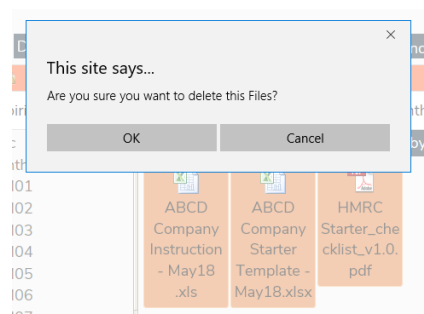 This site says...
Are you sure you want to delete this Files?
OK Cancel
02
03
04
05
06
ABCD
Company
Instruction
- May18
.xls
ABCD
Company
Starter
Template -
May18.xlsx
HMRC
Starter_che
cklist_v1.0.
pdf